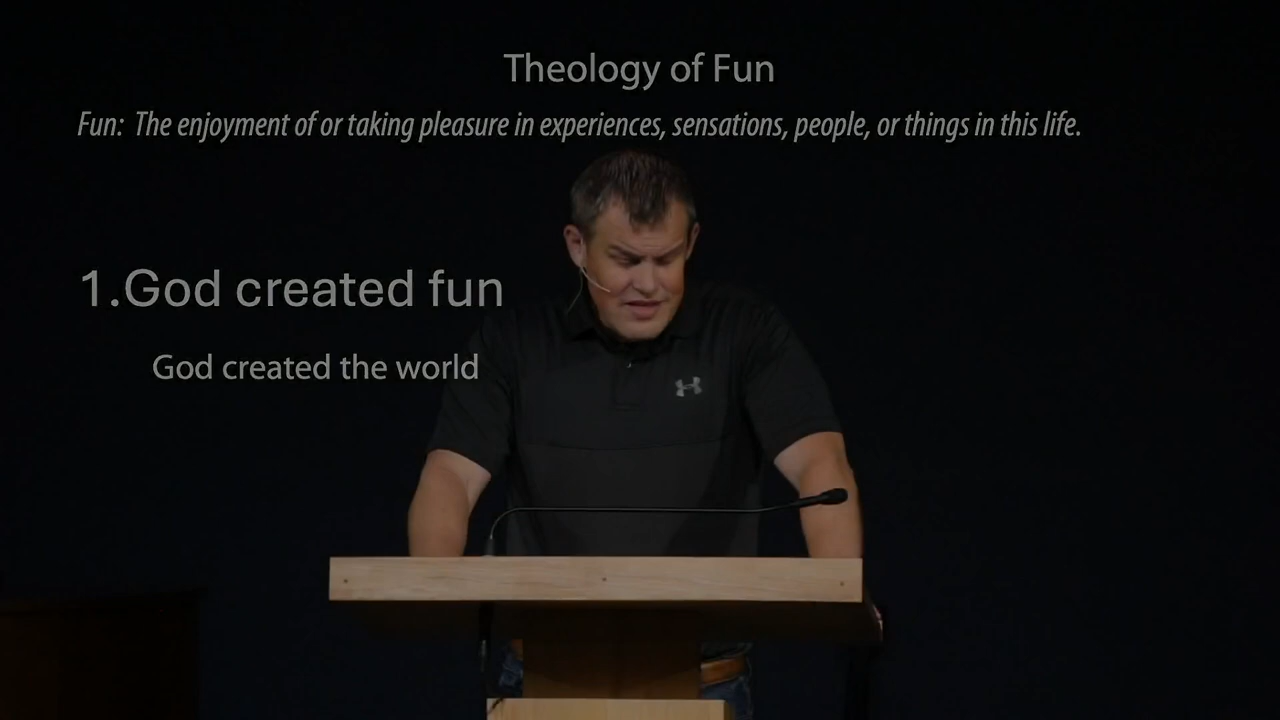 Theology of Fun
Fun: The enjoyment of or taking pleasure in experiences, sensations, people, or things in this life.
1.God created fun
God created the world